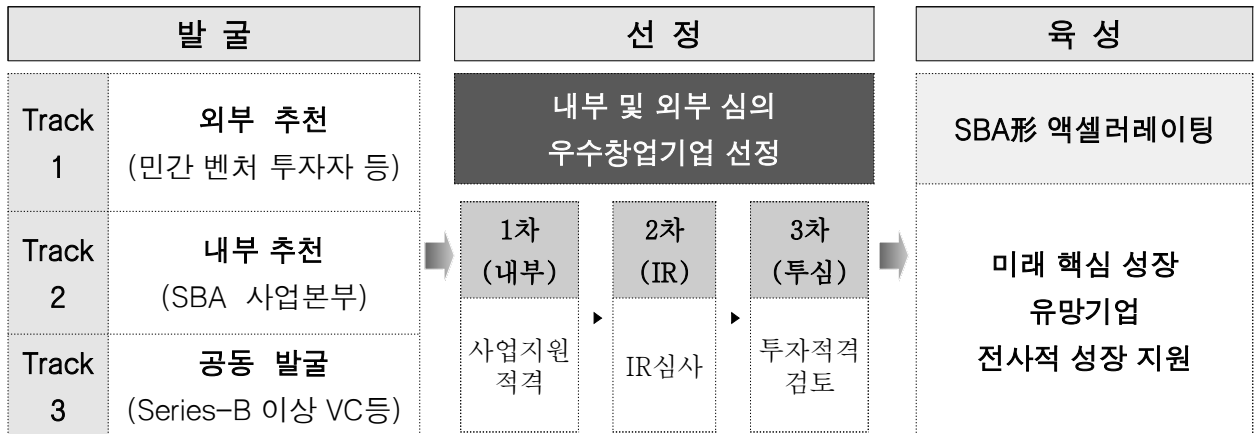 발 굴
선 정
육 성
Track
1
외부 추천
(민간 벤처 투자자 등)
Track
2
내부 추천
(SBA 사업본부)
Track
3
공동 발굴
(Series-B 이상 VC등)
내부 및 외부 심의
우수창업기업 선정
1차
(내부)
사업지원
적격
2차
(IR)
IR심사
3차
(투심)
투자적격
검토
SBA形 액셀러레이팅
미래 핵심 성장
유망기업
전사적 성장 지원